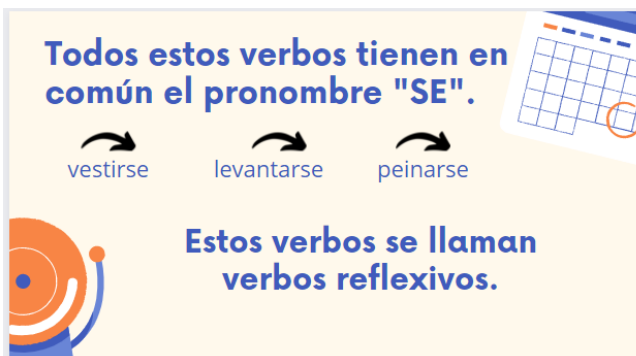 Todos estos verbos tienen en
común el pronombre "SE".
vestirse levantarse peinarse
Estos verbos se llaman
verbos reflexivos.